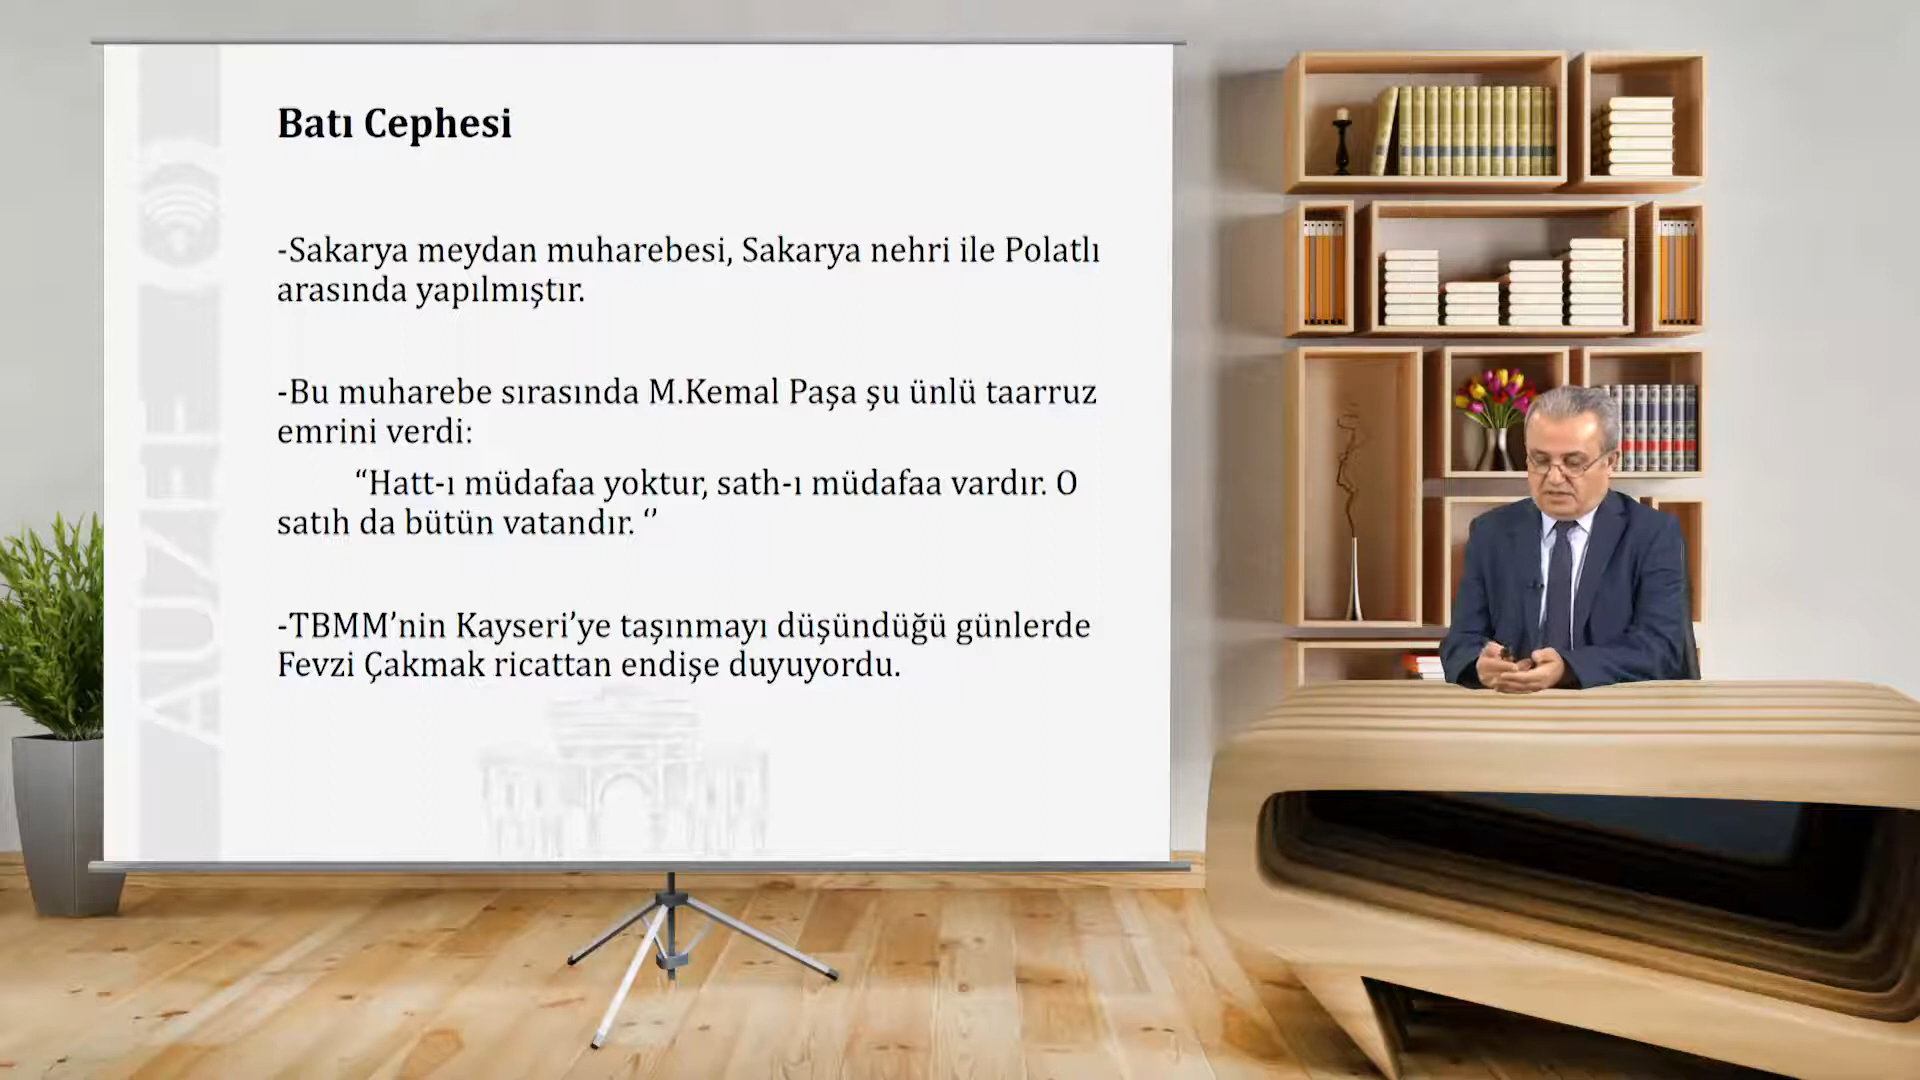 Batı Cephesi
-Sakarya meydan muharebesi, Sakarya nehri ile Polatlı
arasında yapılmıştır.
-Bu muharebe sırasında M.Kemal Paşa şu ünlü taarruz
emrini verdi:
“Hatt-ı müdafaa yoktur, sath-ı müdafaa vardır. O
satıh da bütün vatandır. ‘’
-TBMM’nin Kayseri’ye taşınmayı düşündüğü günlerde
Fevzi Çakmak ricattan endişe duyuyordu.
AUZEF